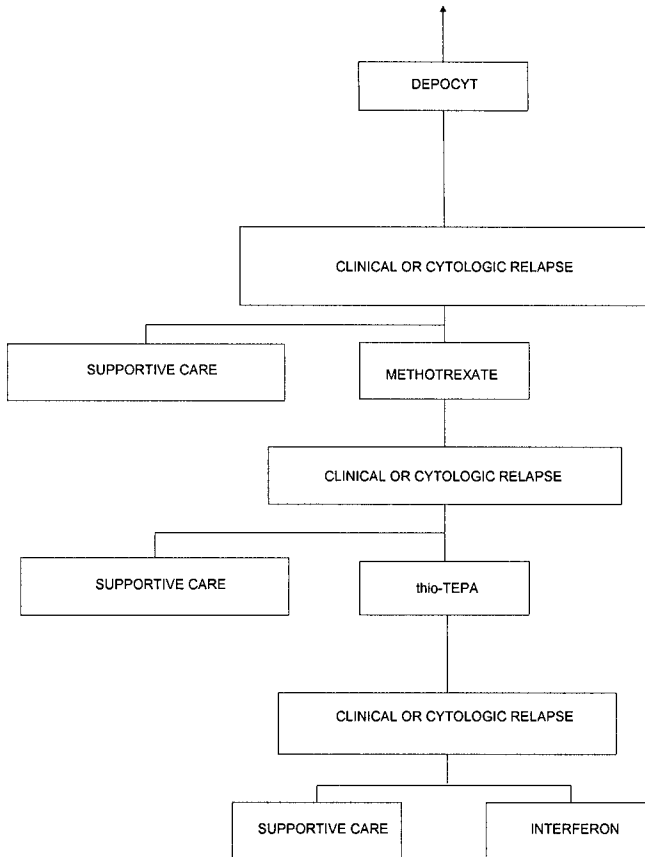 DEPOCYT
CLINICAL OR CYTOLOGIC RELAPSE
SUPPORTIVE CARE
METHOTREXATE
CLINICAL OR CYTOLOGIC RELAPSE
SUPPORTIVE CARE
thio-TEPA
CLINICAL OR CYTOLOGIC RELAPSE
SUPPORTIVE CARE
INTERFERON